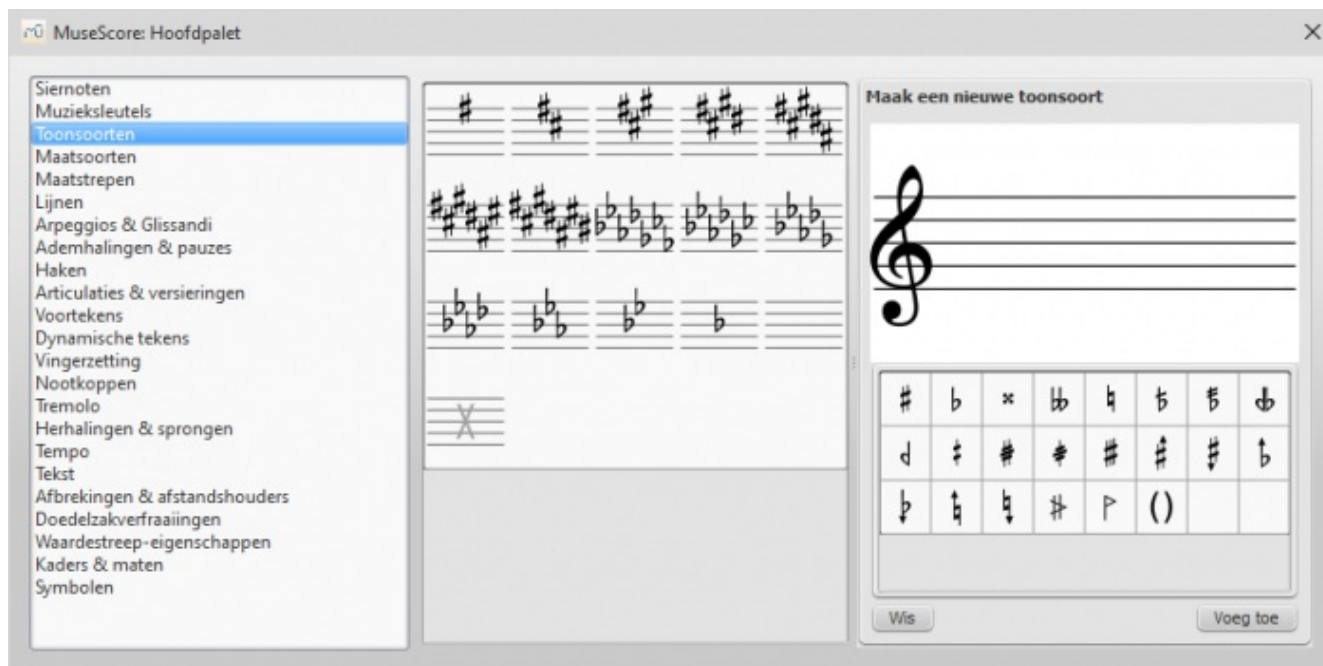 MuseScore: Hoofdpalet
Siernoten
Muzieksleutels
Toonsoorten
Maatsoorten
Maatstrepen
Lijnen
Arpeggios & Glissandi
Ademhalingen & pauzes
Haken
Articulaties & versieringen
Voortekens
Dynamische tekens
Vingerzetting
Nootkoppen
Tremolo
Herhalingen & sprongen
Tempo
Tekst
Afbrekingen & afstandshouders
Doedelzakverfraaiingen
Waardestreep-eigenschappen
Kaders & maten
Symbolen
Maak een nieuwe toonsoort
Wis
Voeg toe